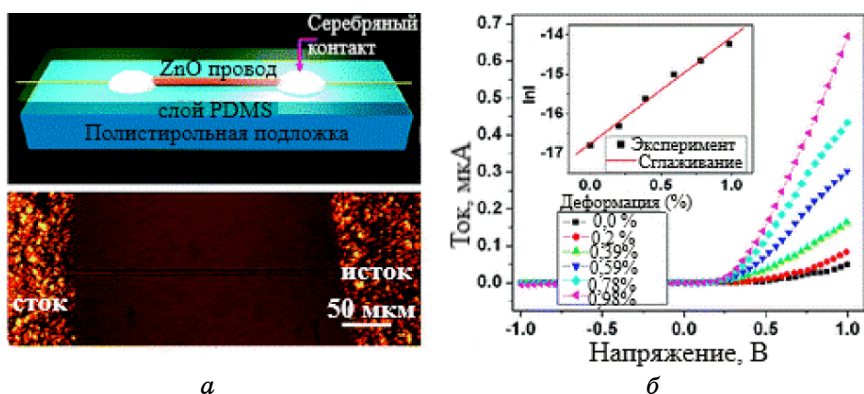 Серебряный
контакт
ZnO провод
слой PDMS
Полистирольная подложка
сток
исток
50 мкм
а
Ток, мкА
0.7
0.6
0.5
0.4
0.3
0.2
0.1
0.0
-1.0
-0.5
0.0
0.5
1.0
Напряжение, В
lnI
-14
-15
-16
-17
0.0
0.5
1.0
Эксперимент
Сглаживание
Деформация (%)
0,0 %
0,2 %
0,39%
0,59%
0,78%
0,98%
б